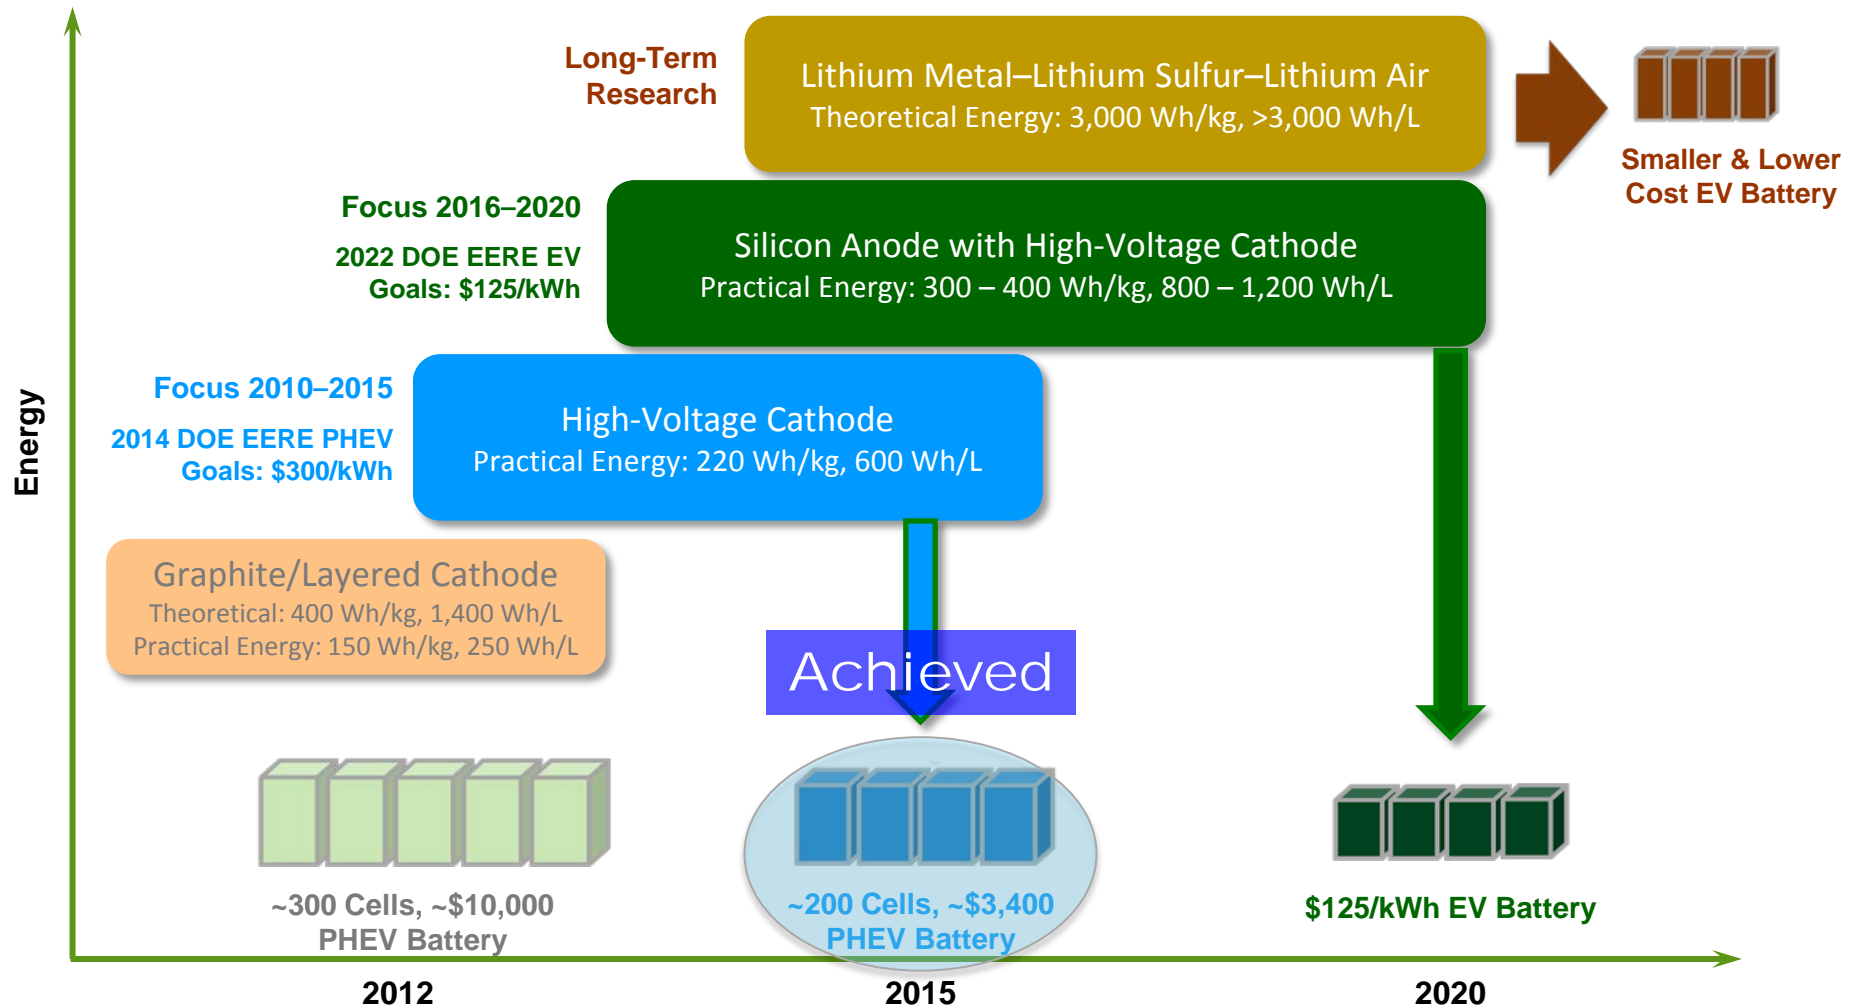 Long-Term
Research
Lithium Metal–Lithium Sulfur–Lithium Air
Theoretical Energy: 3,000 Wh/kg, >3,000 Wh/L
Smaller & Lower
Cost EV Battery
Focus 2016–2020
2022 DOE EERE EV
Goals: $125/kWh
Silicon Anode with High-Voltage Cathode
Practical Energy: 300 – 400 Wh/kg, 800 – 1,200 Wh/L
Focus 2010–2015
2014 DOE EERE PHEV
Goals: $300/kWh
High-Voltage Cathode
Practical Energy: 220 Wh/kg, 600 Wh/L
Energy
Graphite/Layered Cathode
Theoretical: 400 Wh/kg, 1,400 Wh/L
Practical Energy: 150 Wh/kg, 250 Wh/L
Achieved
~300 Cells, ~$10,000
PHEV Battery
~200 Cells, ~$3,400
PHEV Battery
$125/kWh EV Battery
2012
2015
2020